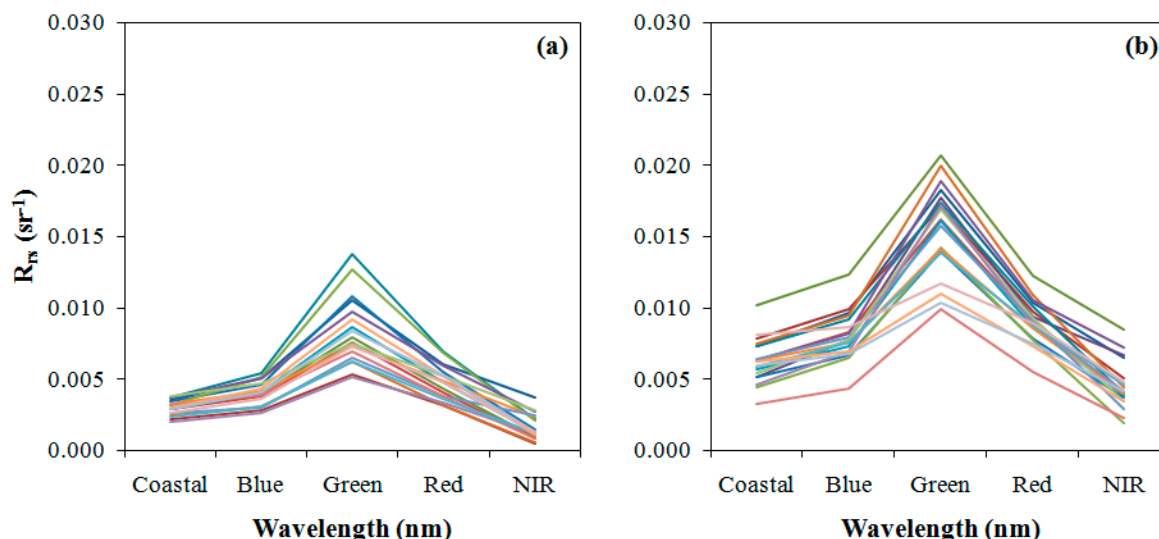 (a)
0.030
0.025
0.020
0.015
0.010
0.005
0.000
Rrs (sr-1)
Coastal Blue Green Red NIR
Wavelength (nm)
(b)
0.030
0.025
0.020
0.015
0.010
0.005
0.000
Coastal Blue Green Red NIR
Wavelength (nm)